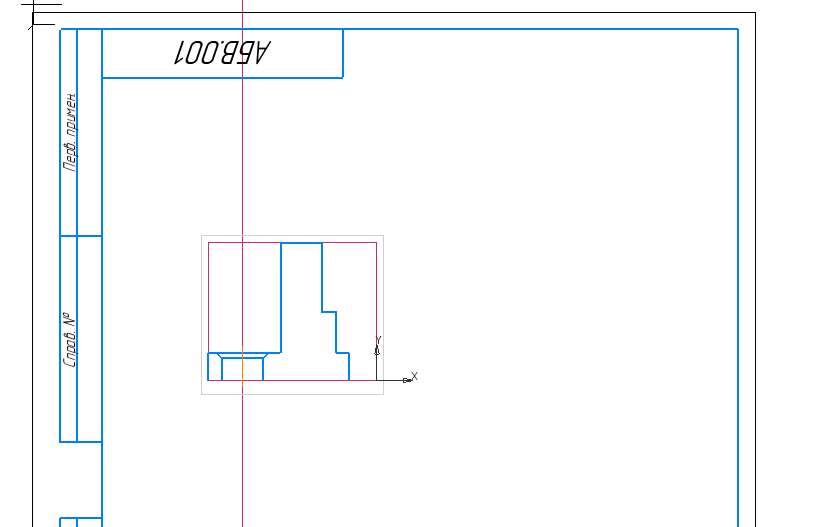 АБВ.001
Перв. примен.
Справ. №
Y
X